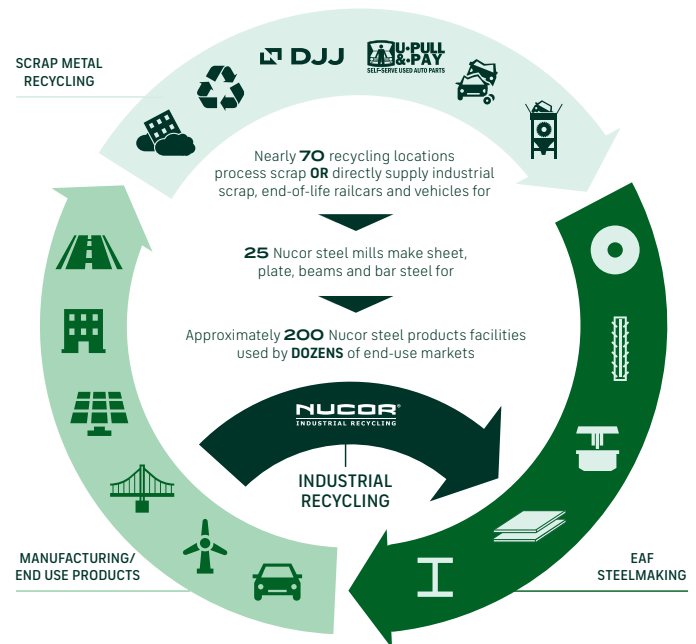 SCRAP METAL
RECYCLING
DJJ
U·PULL
&·PAY
SELF-SERVE USED AUTO PARTS
Nearly 70 recycling locations
process scrap OR directly supply industrial
scrap, end-of-life railcars and vehicles for
25 Nucor steel mills make sheet,
plate, beams and bar steel for
Approximately 200 Nucor steel products facilities
used by DOZENS of end-use markets
NUCOR®
INDUSTRIAL RECYCLING
INDUSTRIAL
RECYCLING
MANUFACTURING/
END USE PRODUCTS
EAF
STEELMAKING